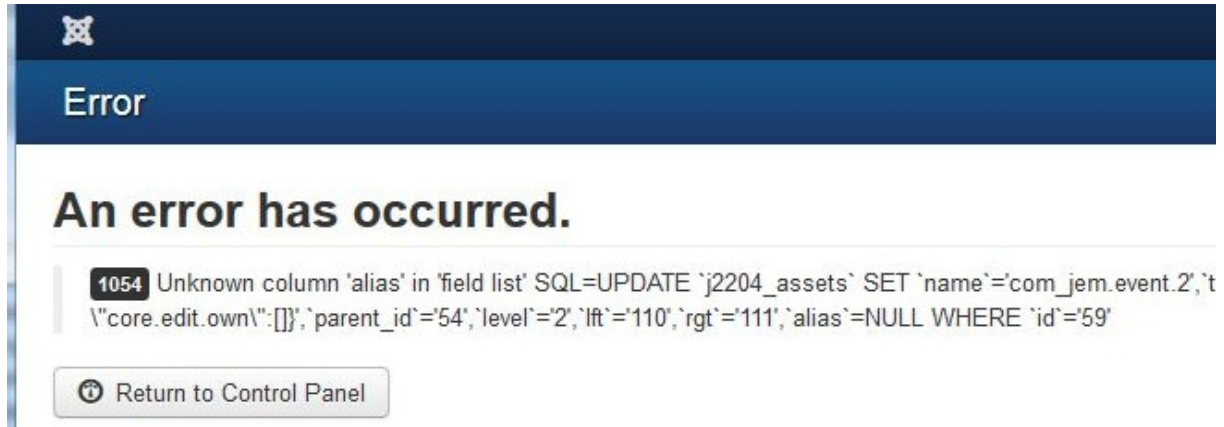 Error
An error has occurred.
1054 Unknown column 'alias' in 'field list' SQL=UPDATE `j2204_assets` SET `name`='com_jem.event.2',`t
\"core.edit.own\":[]}',`parent_id`='54',`level`='2',`lft`='110',`rgt`='111',`alias`=NULL WHERE `id`='59'
Return to Control Panel